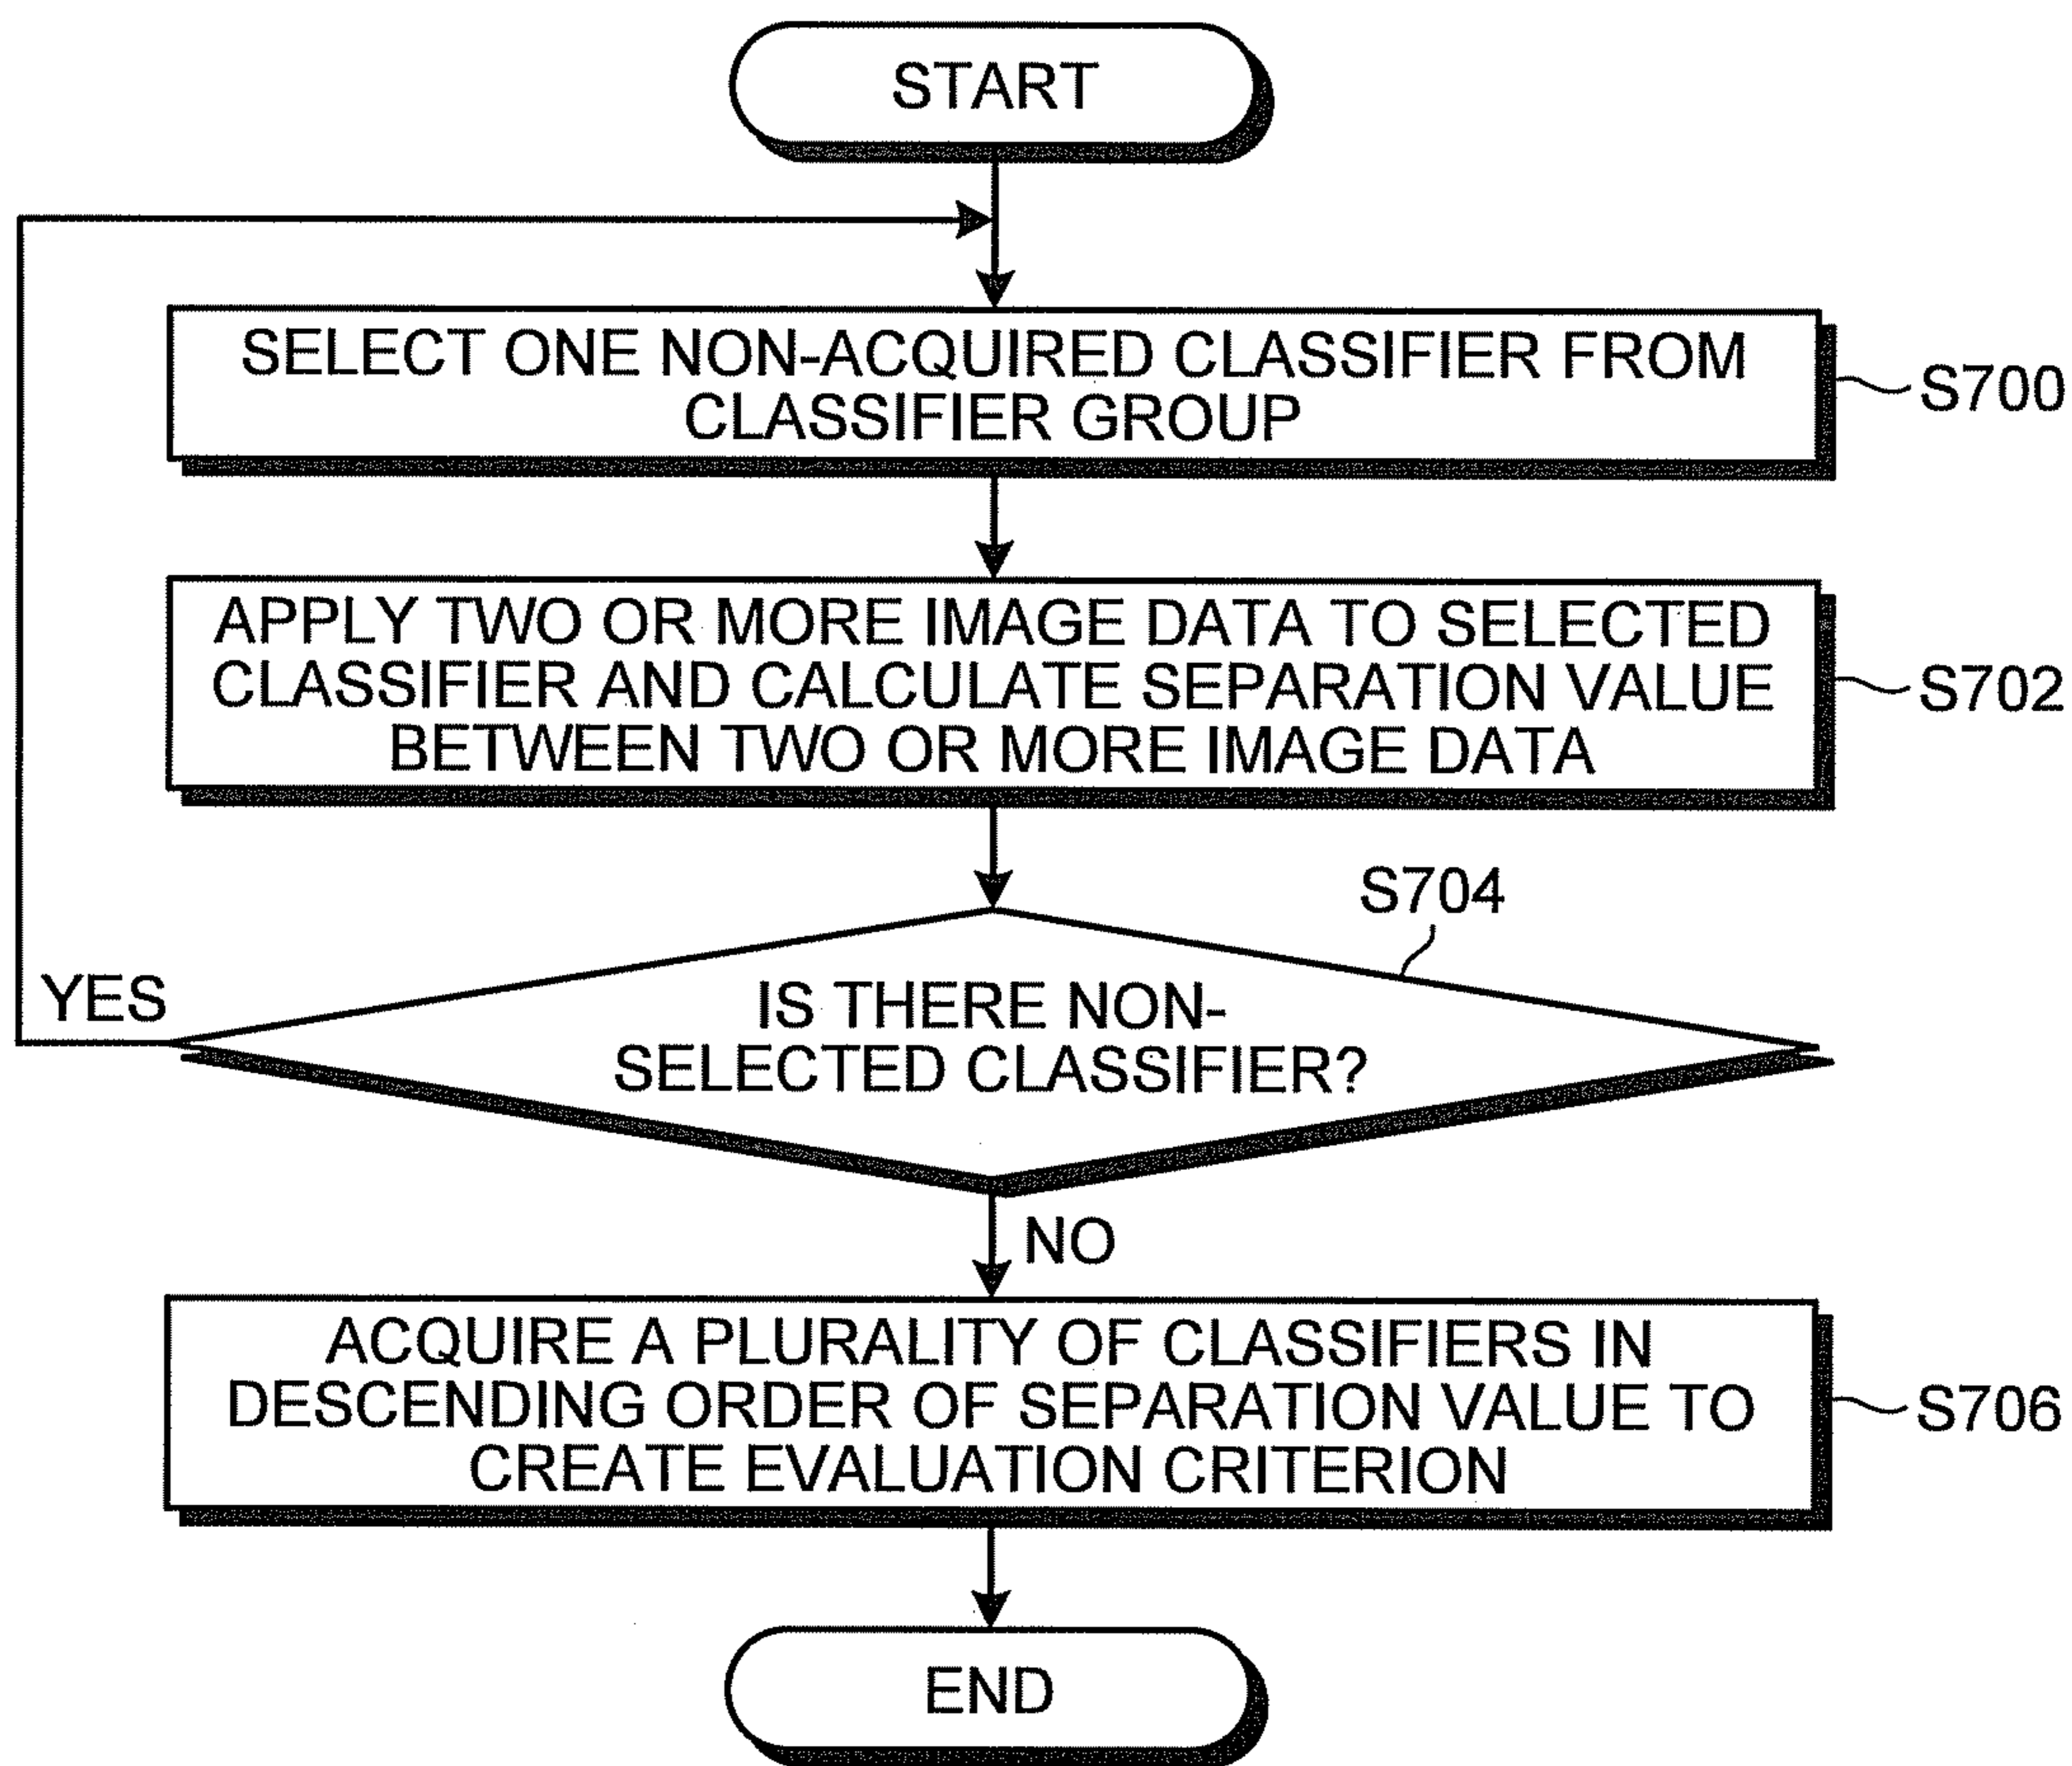 START
SELECT ONE NON-ACQUIRED CLASSIFIER FROM
CLASSIFIER GROUP
S700
APPLY TWO OR MORE IMAGE DATA TO SELECTED
CLASSIFIER AND CALCULATE SEPARATION VALUE
BETWEEN TWO OR MORE IMAGE DATA
S702
S704
YES
IS THERE NON-
SELECTED CLASSIFIER?
NO
ACQUIRE A PLURALITY OF CLASSIFIERS IN
DESCENDING ORDER OF SEPARATION VALUE TO
CREATE EVALUATION CRITERION
S706
END